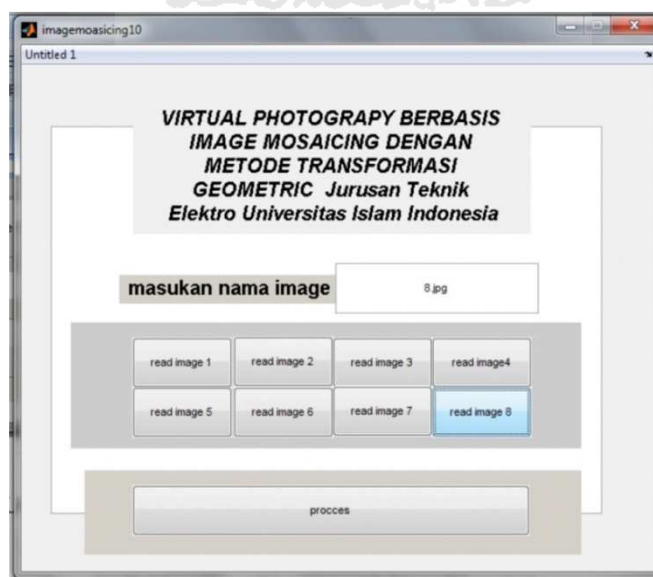 imagemoasicing10
Untitled 1
VIRTUAL PHOTOGRAPY BERBASIS
IMAGE MOSAICING DENGAN
METODE TRANSFORMASI
GEOMETRIC Jurusan Teknik
Elektro Universitas Islam Indonesia
masukan nama image 8.jpg
read image 1 read image 2 read image 3 read image4
read image 5 read image 6 read image 7 read image 8
procces